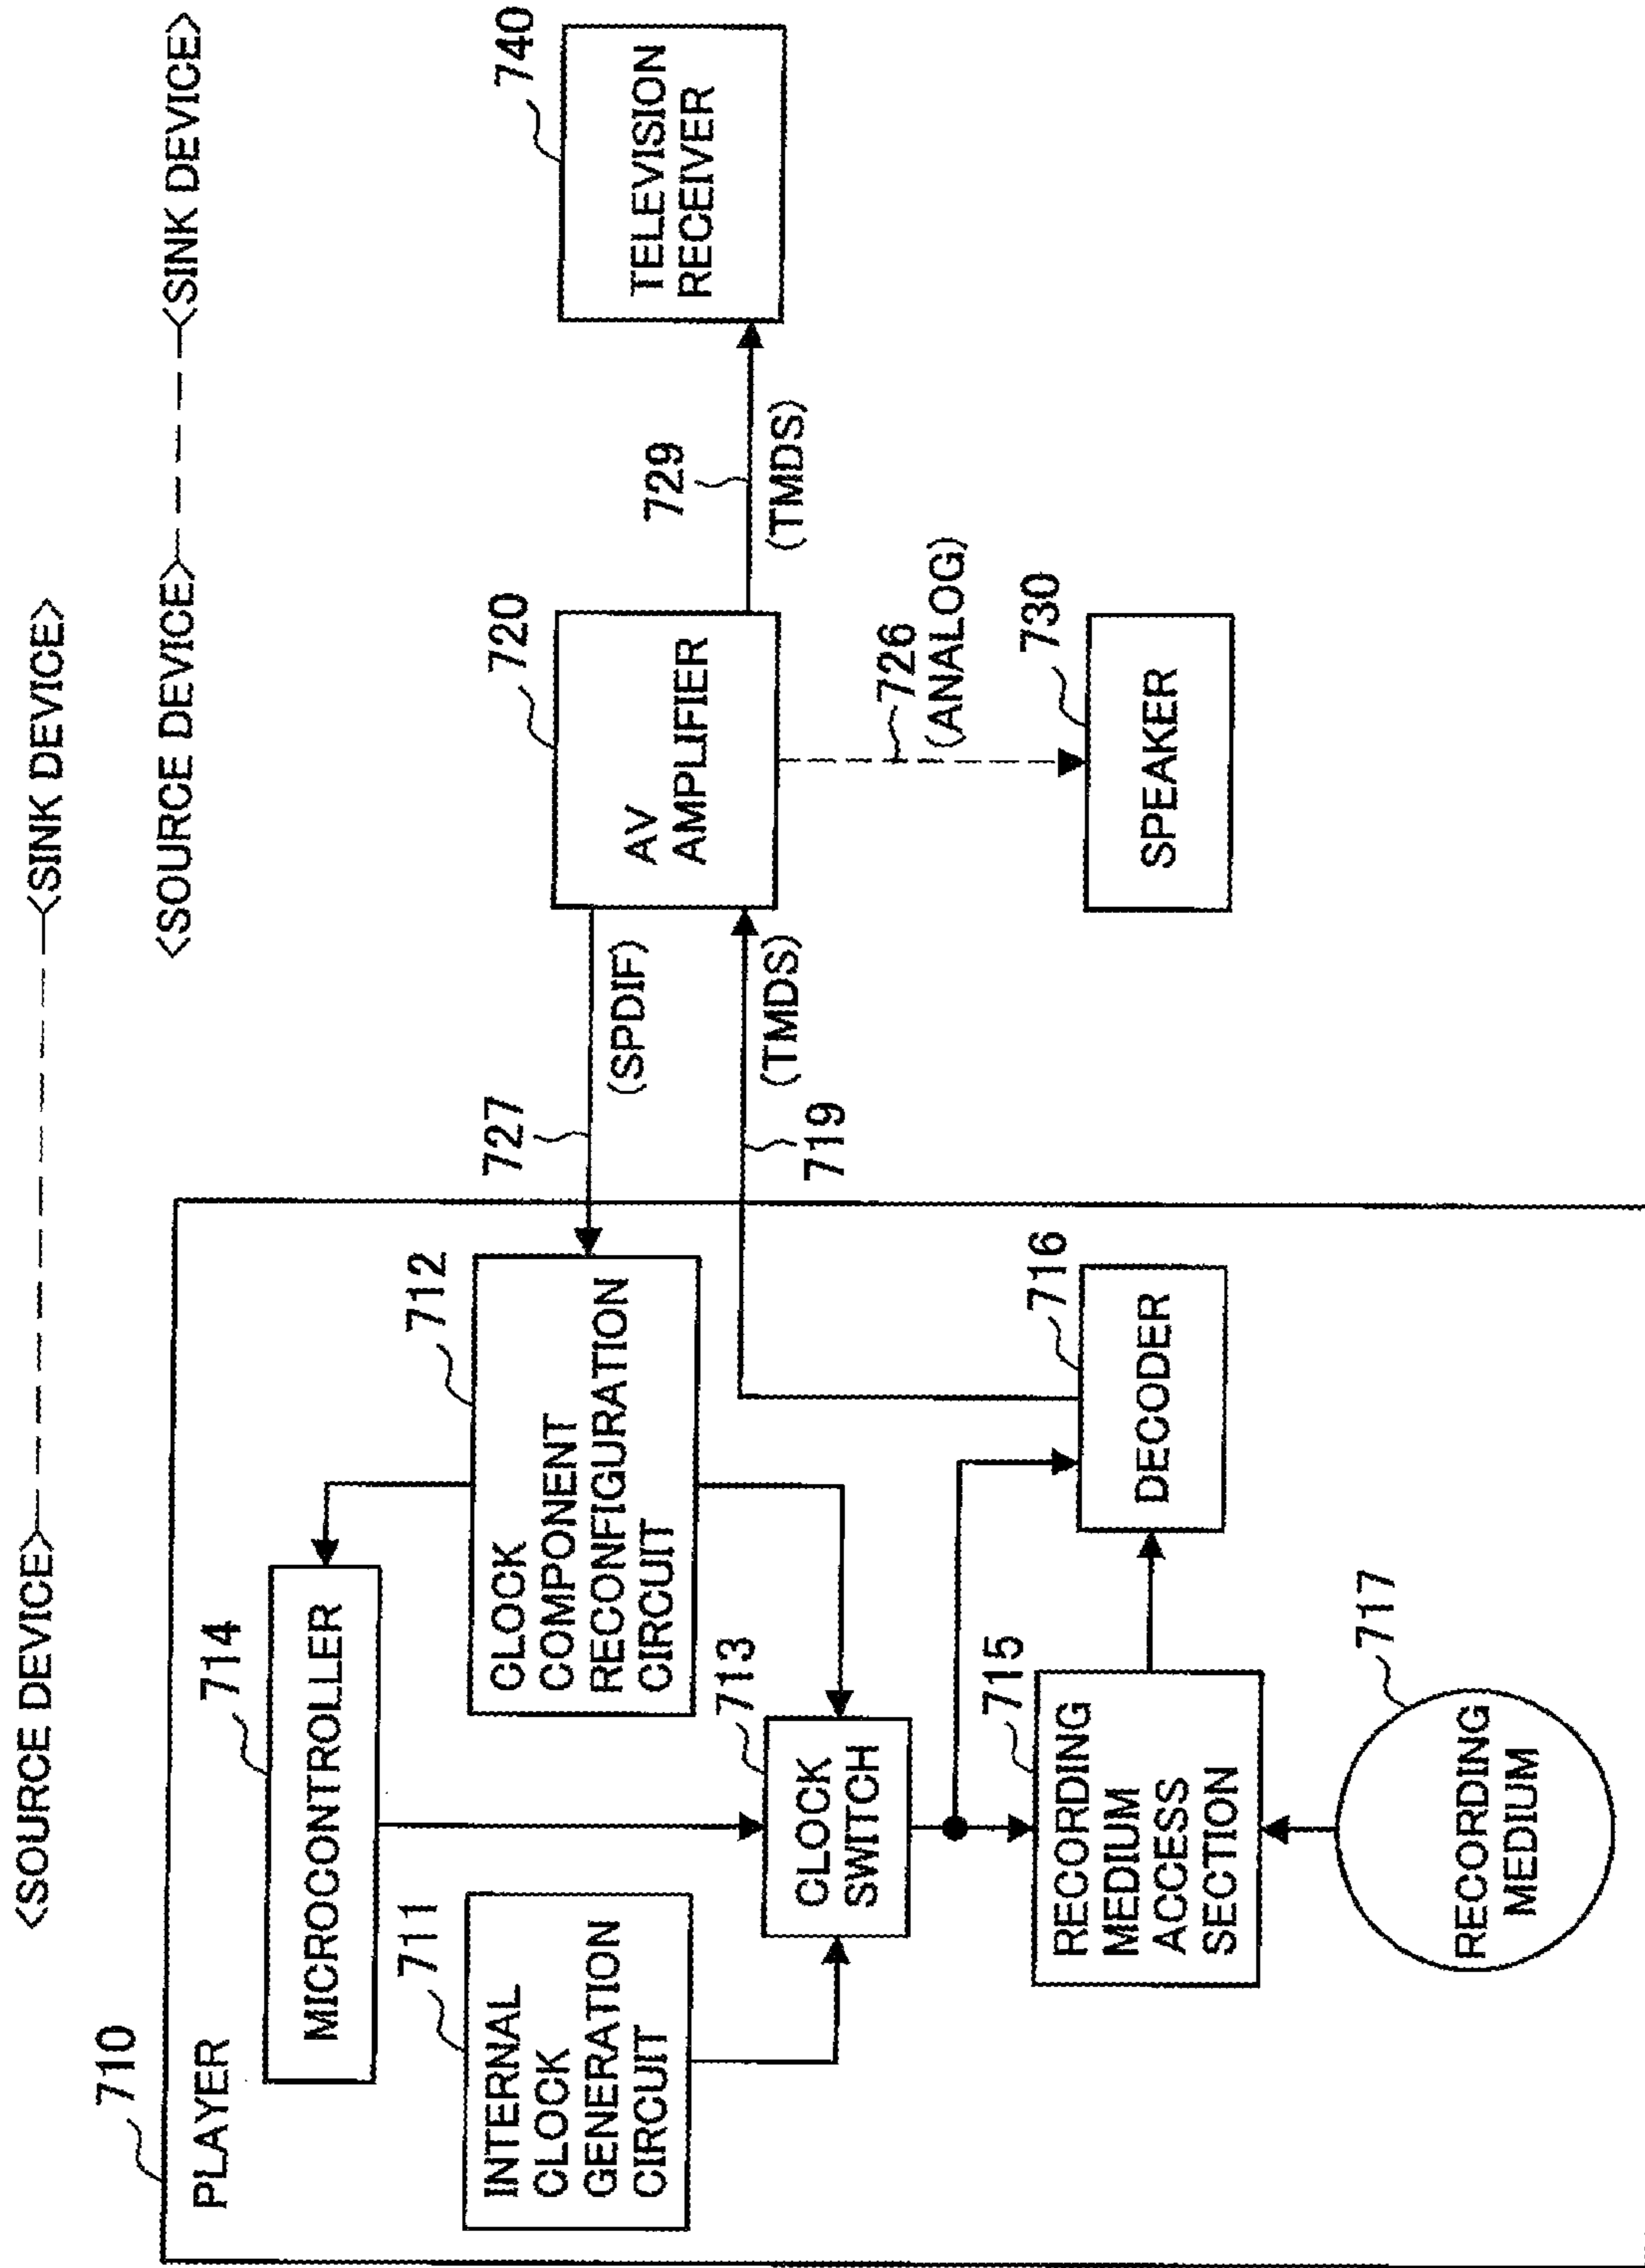 <SOURCE DEVICE>
<SINK DEVICE>
<SOURCE DEVICE>
<SINK DEVICE>
710
PLAYER
714
MICROCONTROLLER
711
INTERNAL
CLOCK
GENERATION
CIRCUIT
712
CLOCK
COMPONENT
RECONFIGURATION
CIRCUIT
713
CLOCK
SWITCH
715
RECORDING
MEDIUM
ACCESS
SECTION
716
DECODER
717
RECORDING
MEDIUM
727
(SPDIF)
719
(TMDS)
720
AV
AMPLIFIER
726
(ANALOG)
730
SPEAKER
729
(TMDS)
740
TELEVISION
RECEIVER